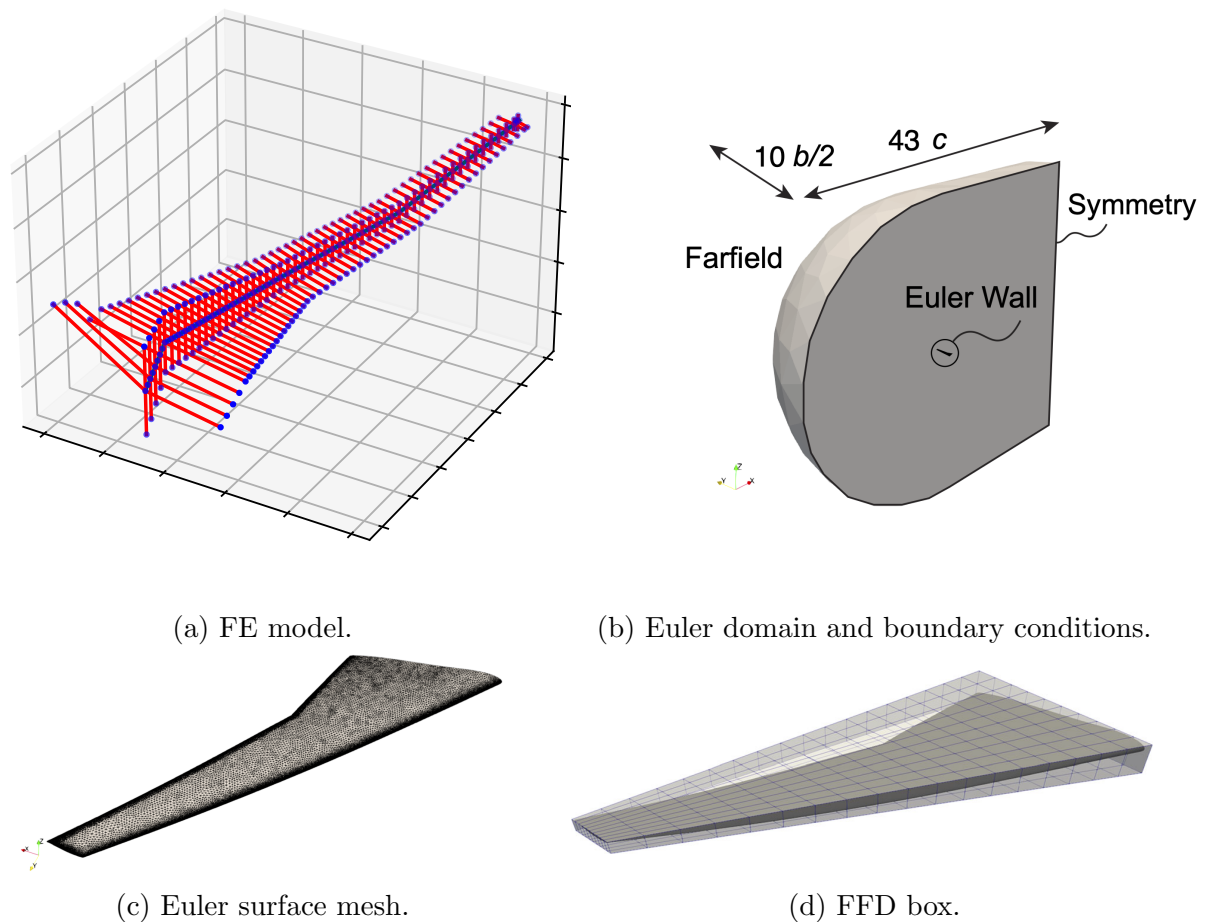 10 b/2
43 c
Symmetry
Farfield
Euler Wall
Z
Y
X
(a) FE model.
(b) Euler domain and boundary conditions.
X
Z
Y
(c) Euler surface mesh.
(d) FFD box.